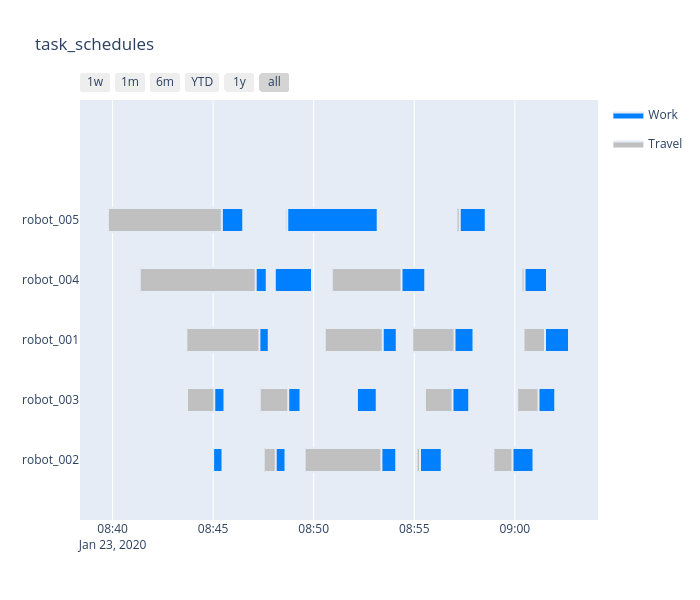 task_schedules
1w 1m 6m YTD 1y all
Work
Travel
robot_005
robot_004
robot_001
robot_003
robot_002
08:40 08:45 08:50 08:55 09:00
Jan 23, 2020